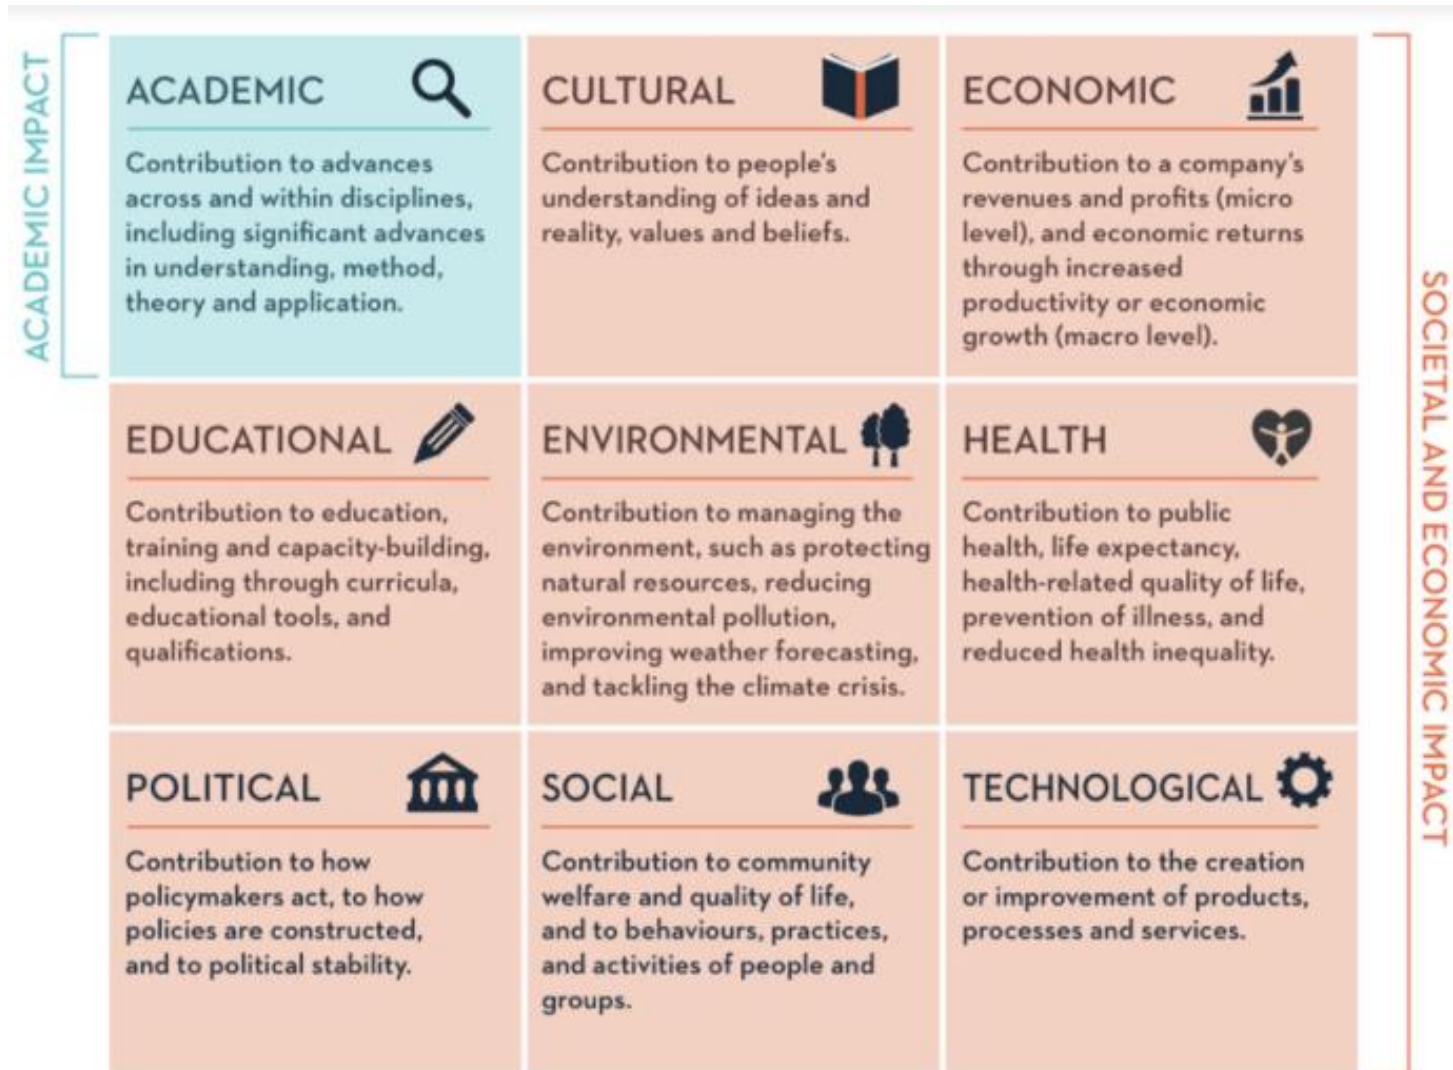 ACADEMIC IMPACT
ACADEMIC
Contribution to advances
across and within disciplines,
including significant advances
in understanding, method,
theory and application.
CULTURAL
Contribution to people's
understanding of ideas and
reality, values and beliefs.
ECONOMIC
Contribution to a company's
revenues and profits (micro
level), and economic returns
through increased
productivity or economic
growth (macro level).
EDUCATIONAL
Contribution to education,
training and capacity-building,
including through curricula,
educational tools, and
qualifications.
ENVIRONMENTAL
Contribution to managing the
environment, such as protecting
natural resources, reducing
environmental pollution,
improving weather forecasting,
and tackling the climate crisis.
HEALTH
Contribution to public
health, life expectancy,
health-related quality of life,
prevention of illness, and
reduced health inequality.
POLITICAL
Contribution to how
policymakers act, to how
policies are constructed,
and to political stability.
SOCIAL
Contribution to community
welfare and quality of life,
and to behaviours, practices,
and activities of people and
groups.
TECHNOLOGICAL
Contribution to the creation
or improvement of products,
processes and services.
SOCIETAL AND ECONOMIC IMPACT